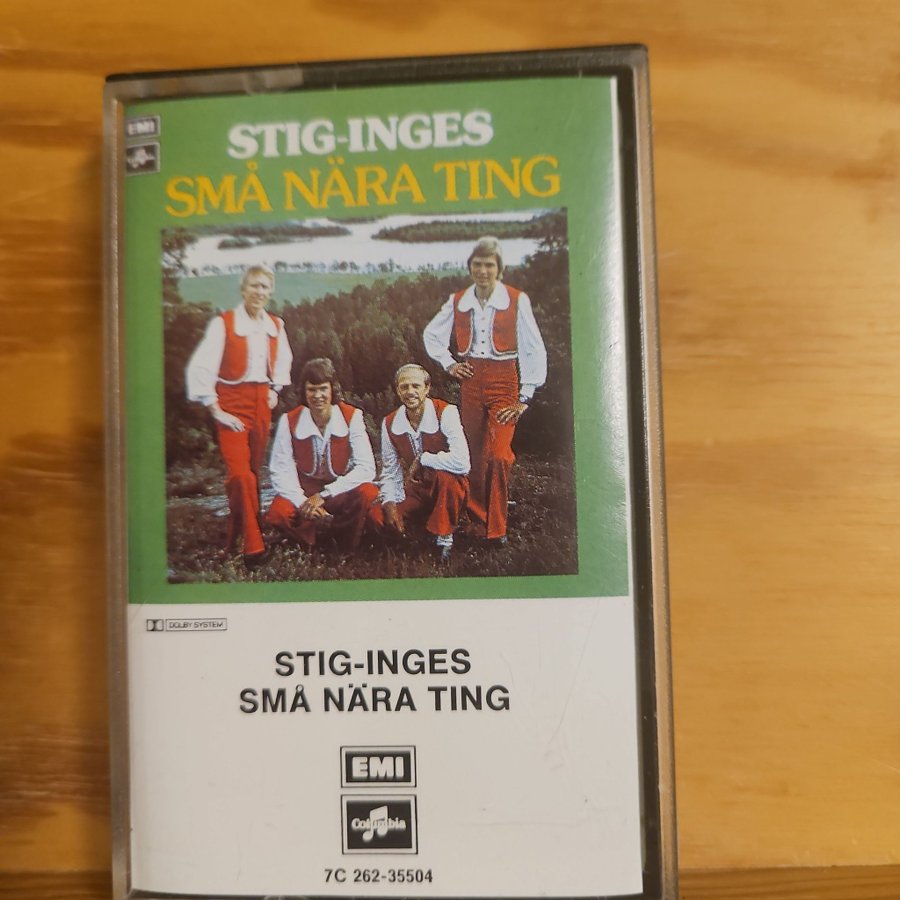 EMI
STIG-INGES
SMÅ NÄRA TING
DOLBY SYSTEM
STIG-INGES
SMÅ NÄRA TING
EMI
Columbia
7C 262-35504